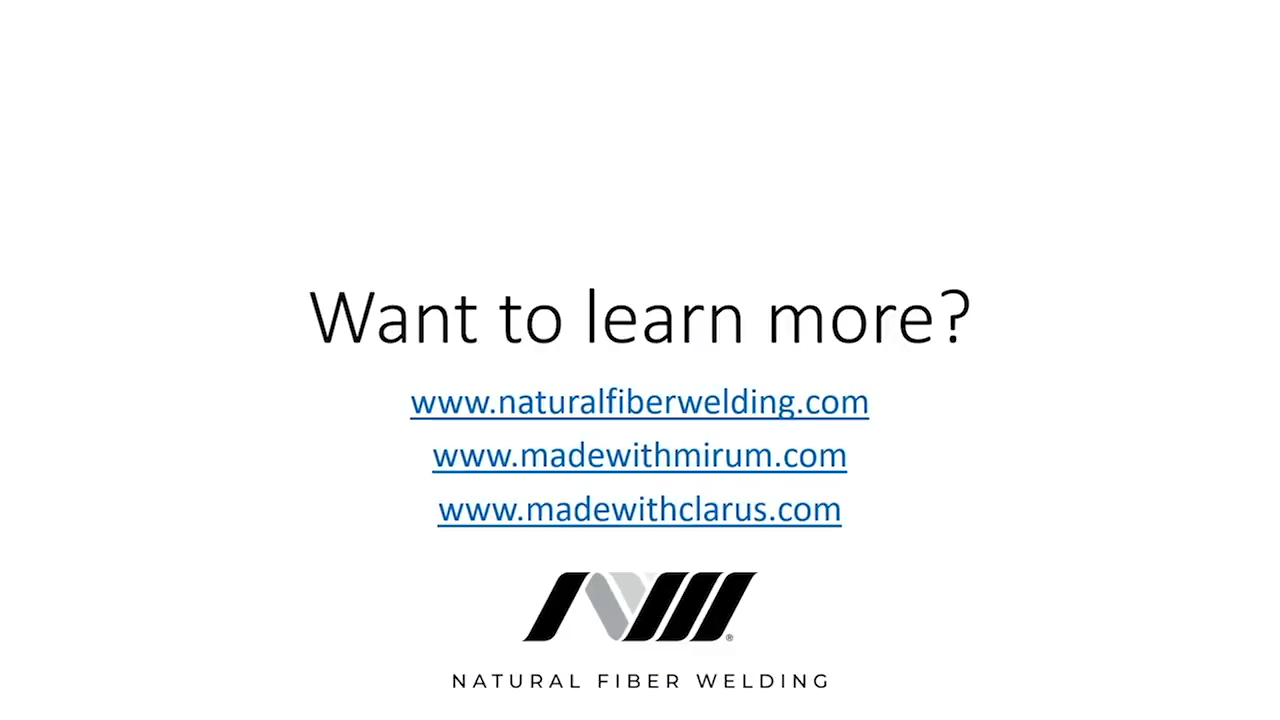 Want to learn more?
www.naturalfiberwelding.com
www.madewithmirum.com
www.madewithclarus.com
®
NATURAL FIBER WELDING